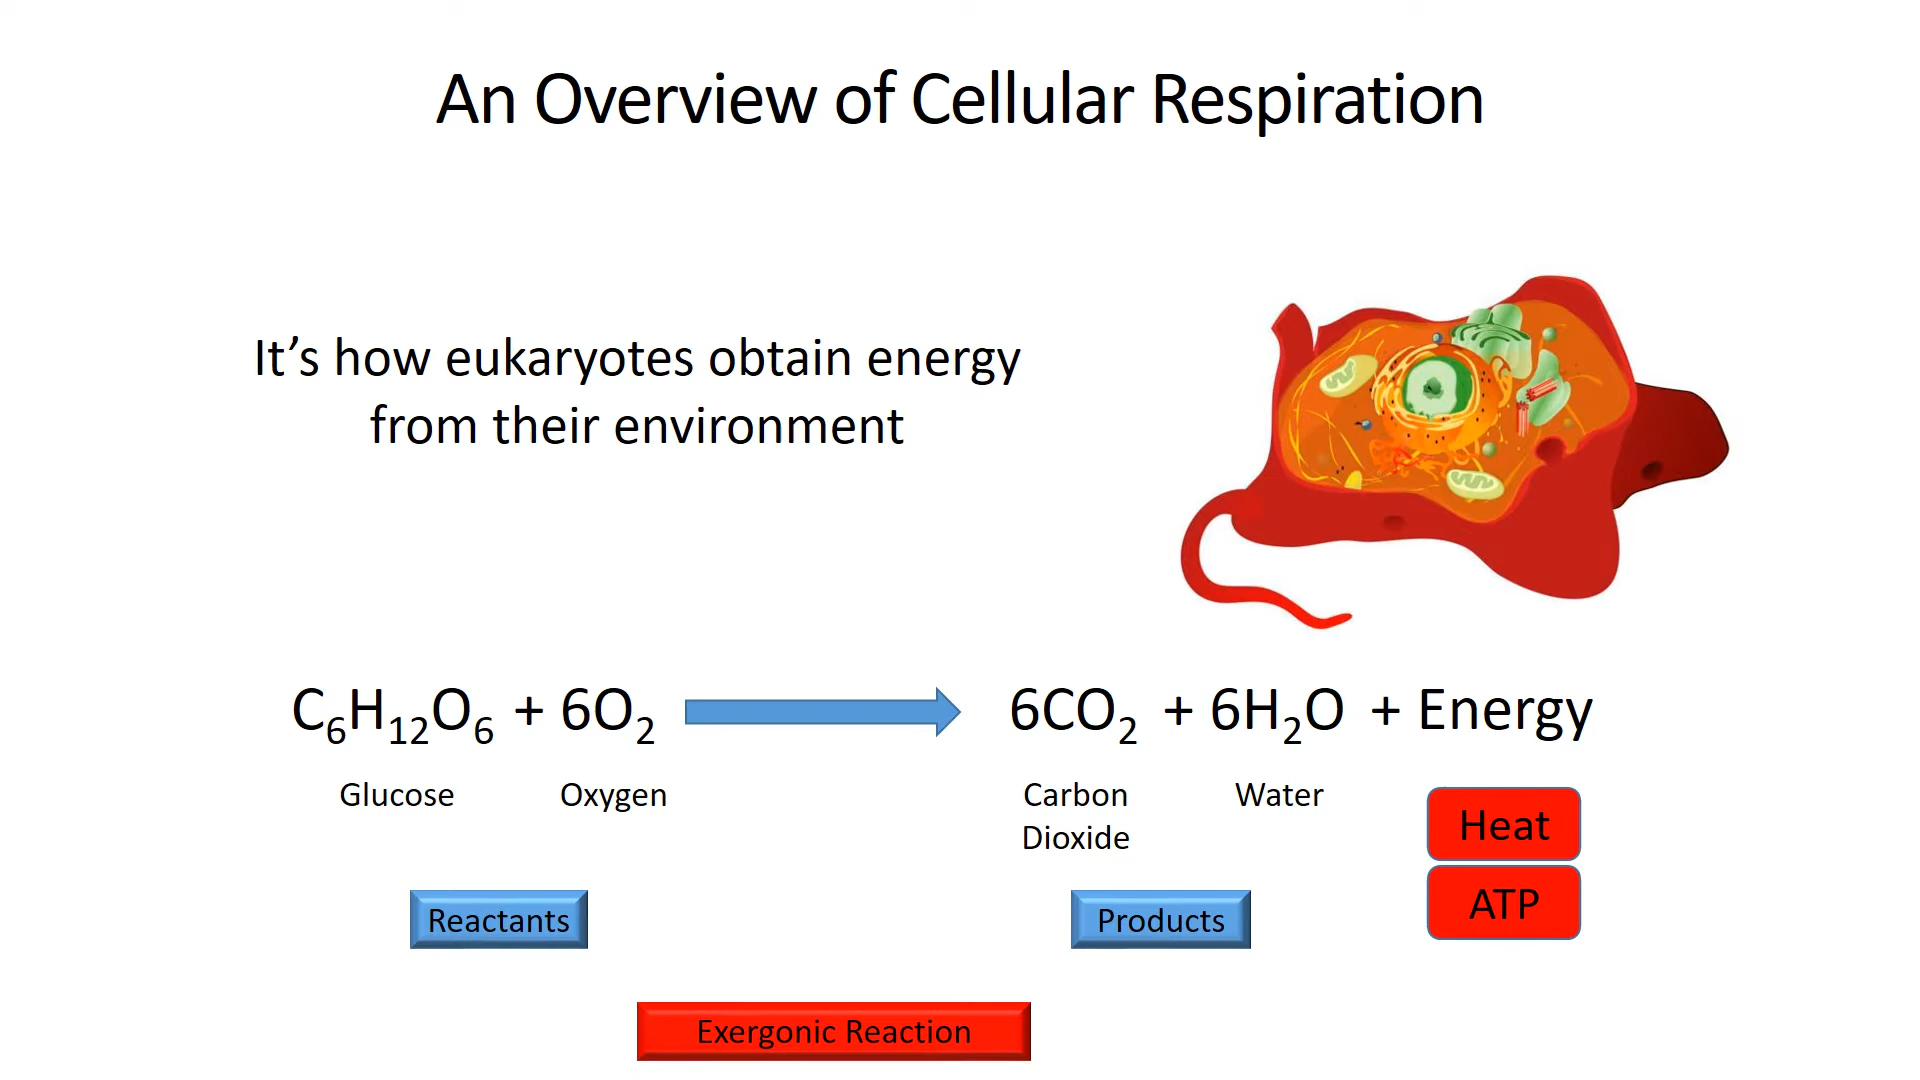 An Overview of Cellular Respiration
It’s how eukaryotes obtain energy
from their environment
C₆H₁₂O₆ + 6O₂ 6CO₂ + 6H₂O + Energy
Glucose Oxygen Carbon Dioxide Water
Heat
ATP
Reactants Products
Exergonic Reaction